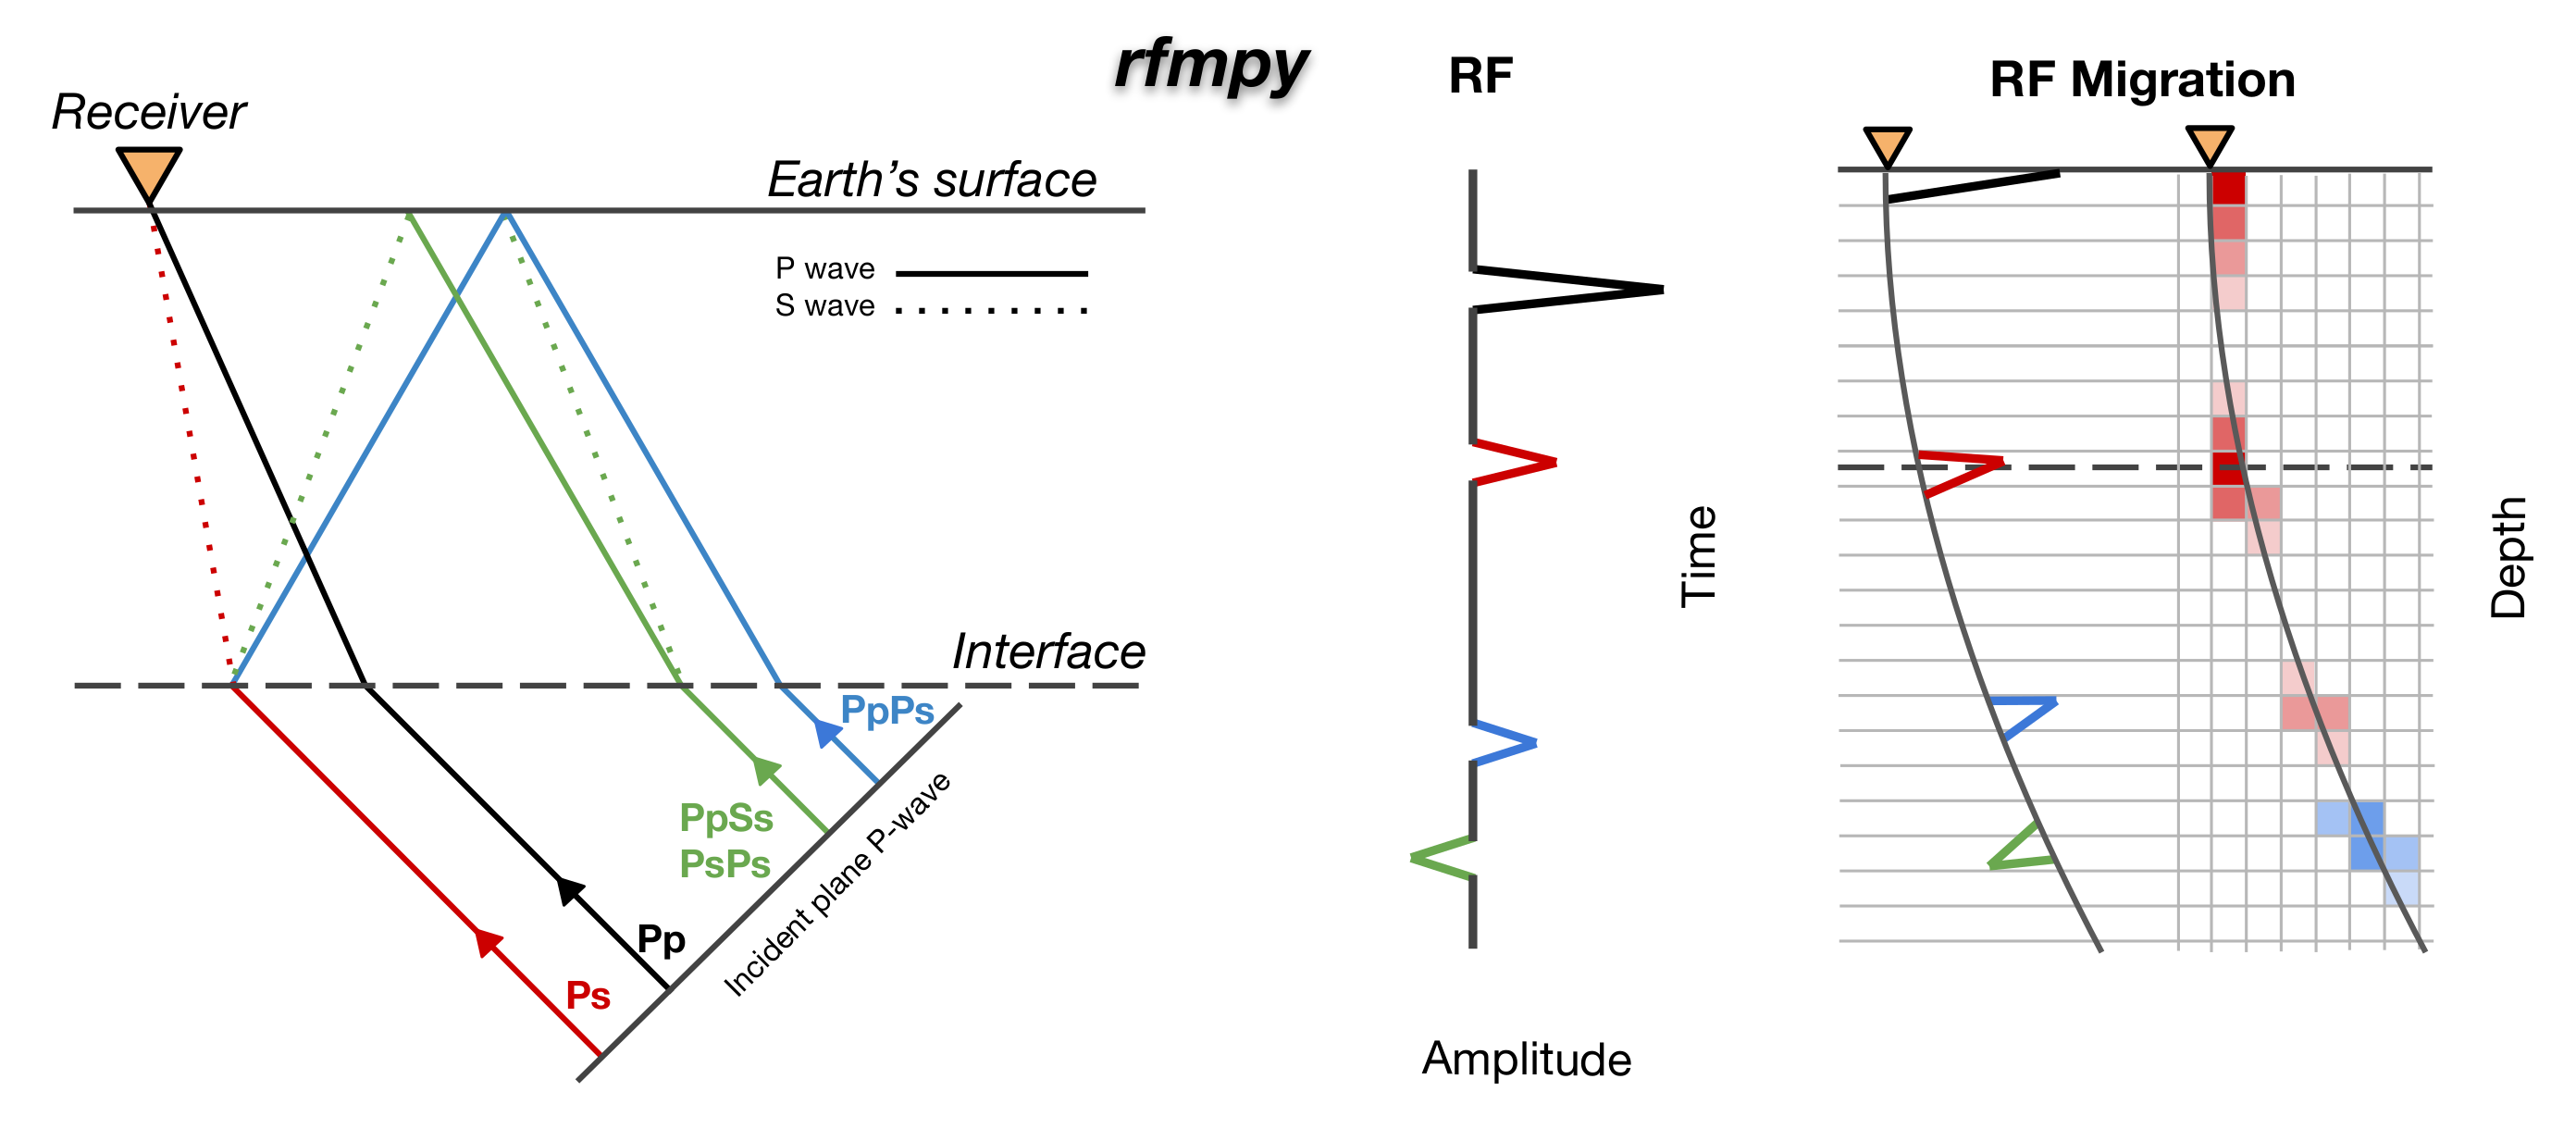 rfmpy
Receiver
Earth's surface
P wave
S wave
Interface
PpPs
PpSs
PsPs
Pp
Ps
Incident plane P-wave
RF
Time
Amplitude
RF Migration
Depth